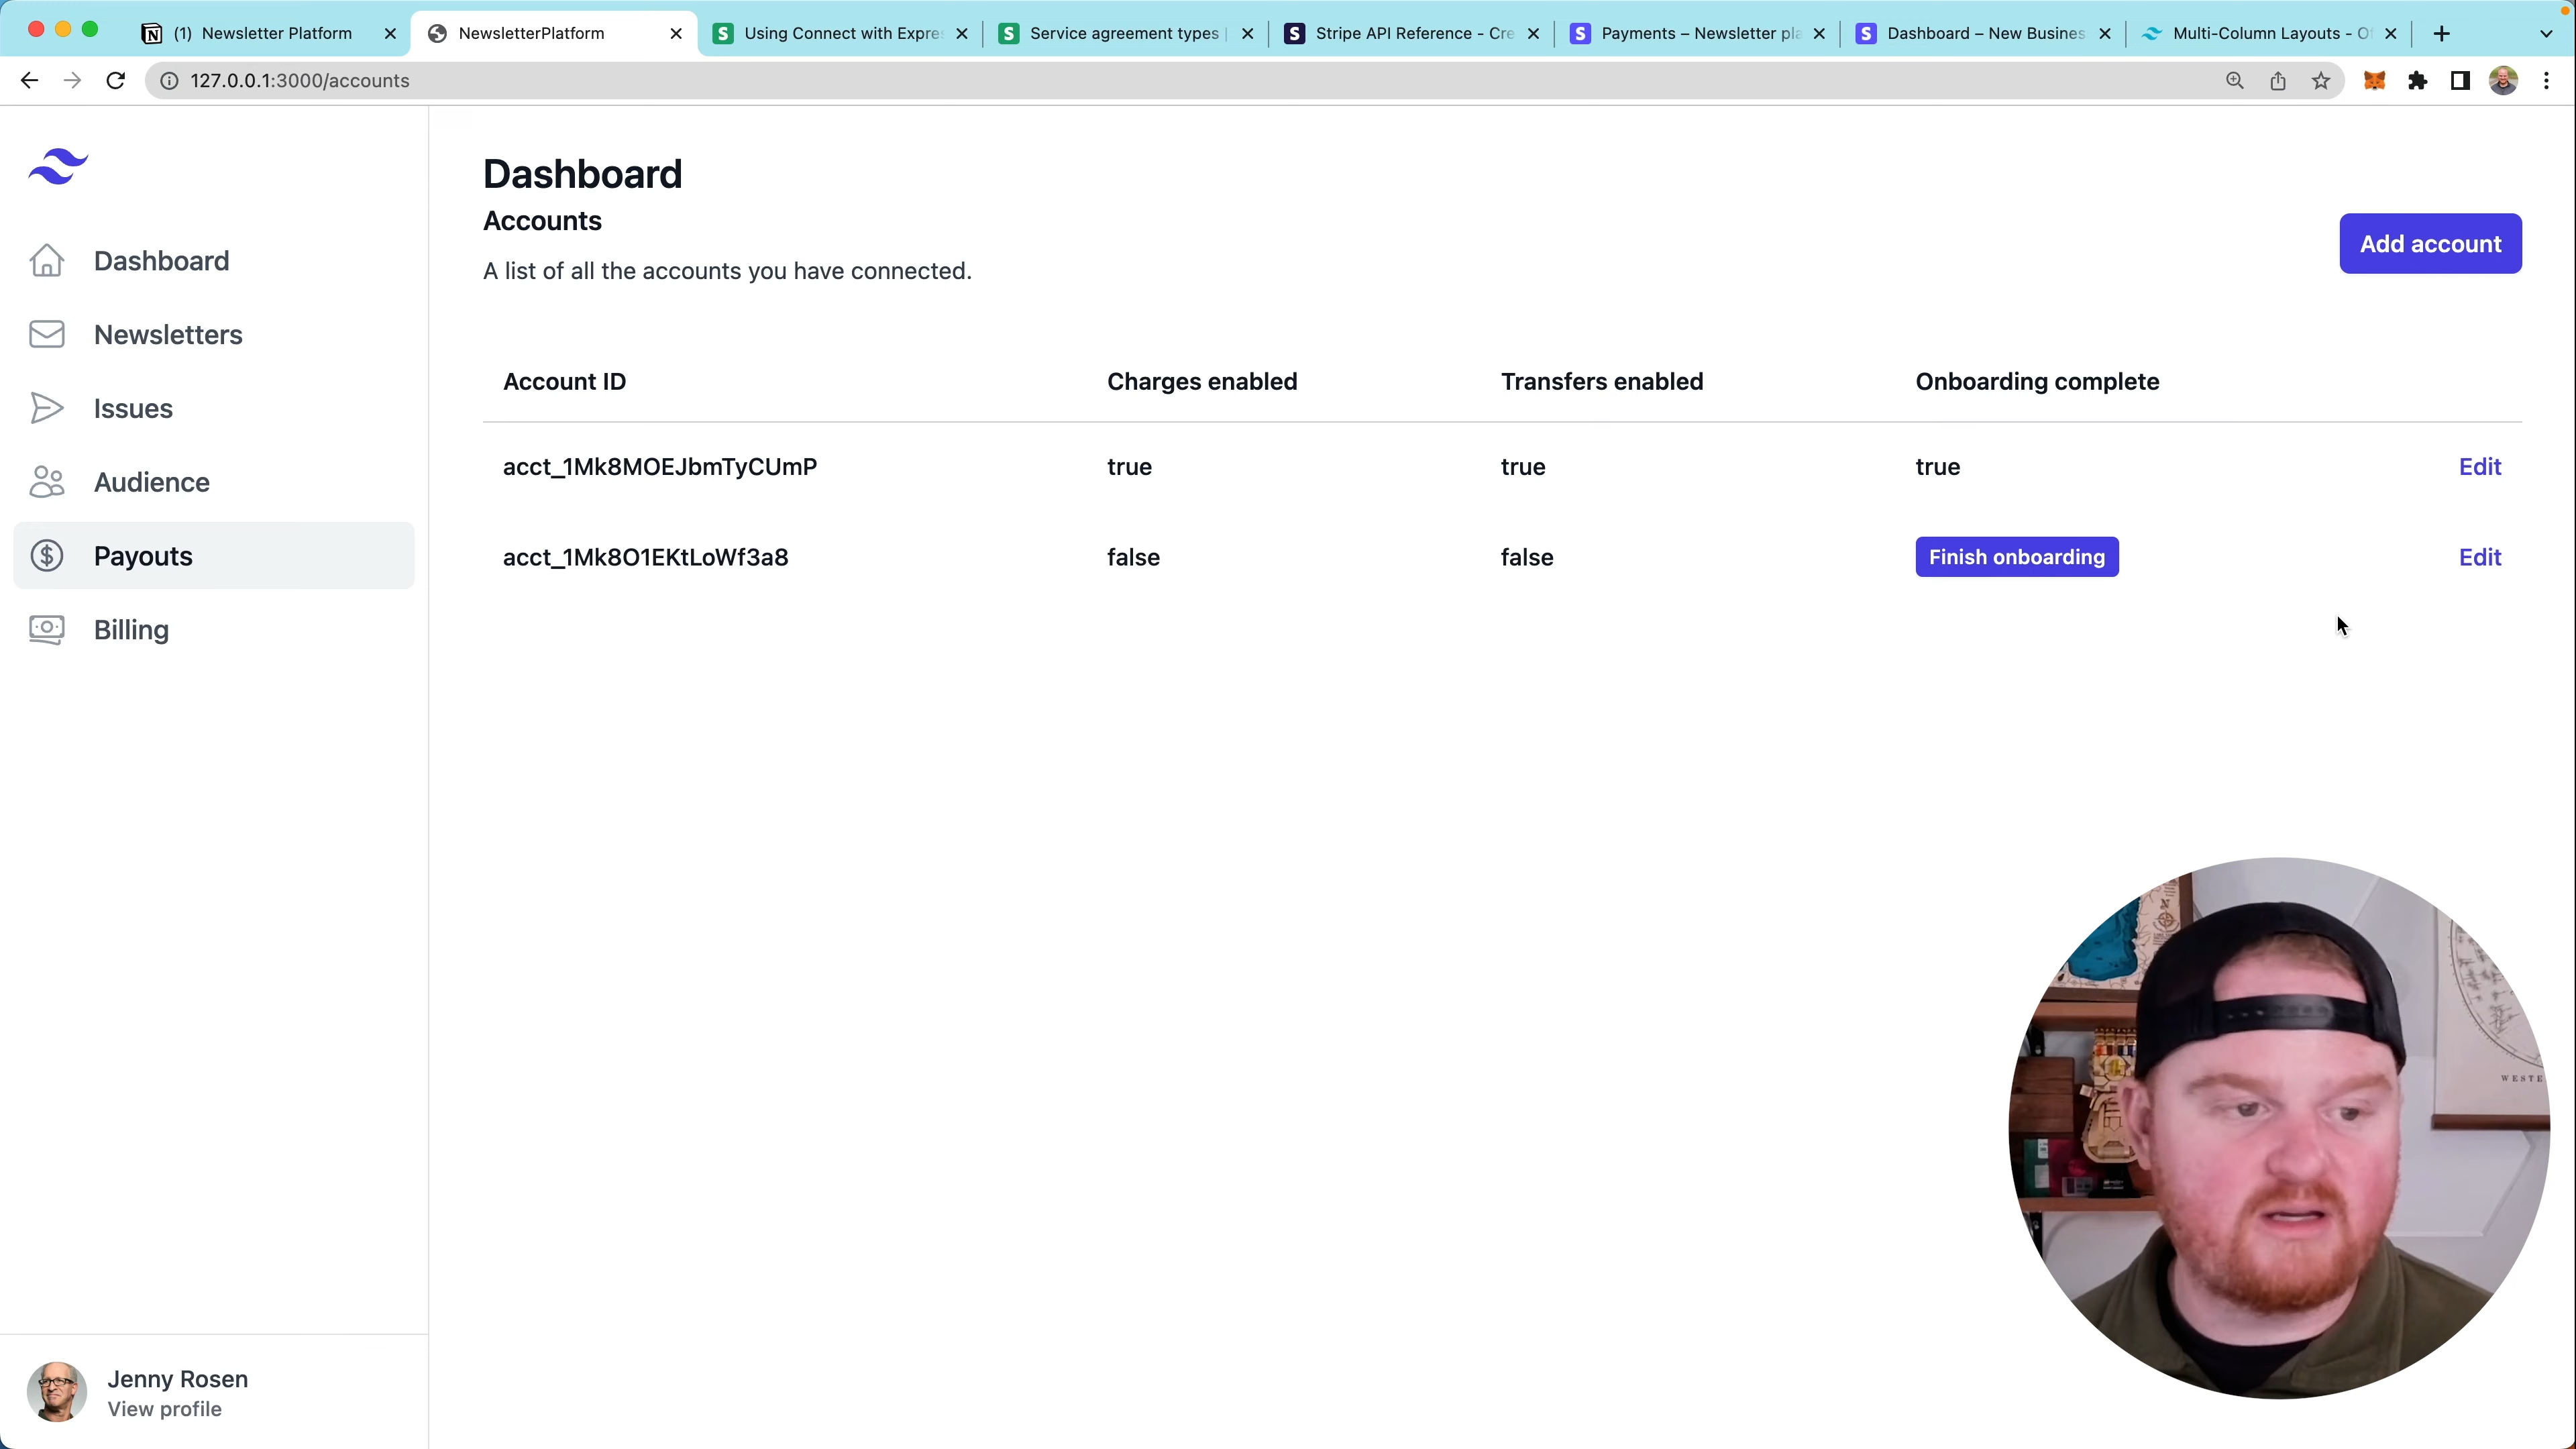 (1) Newsletter Platform
NewsletterPlatform
Using Connect with Expre
Service agreement types
Stripe API Reference - Cre
Payments – Newsletter pla
Dashboard – New Busines
Multi-Column Layouts - Of
127.0.0.1:3000/accounts
Dashboard
Newsletters
Issues
Audience
Payouts
Billing
Jenny Rosen
View profile
Dashboard
Accounts
A list of all the accounts you have connected.
Add account
Account ID Charges enabled Transfers enabled Onboarding complete
acct_1Mk8MOEJbmTyCUmP true true true Edit
acct_1Mk8O1EKtLoWf3a8 false false Finish onboarding Edit
WESTE